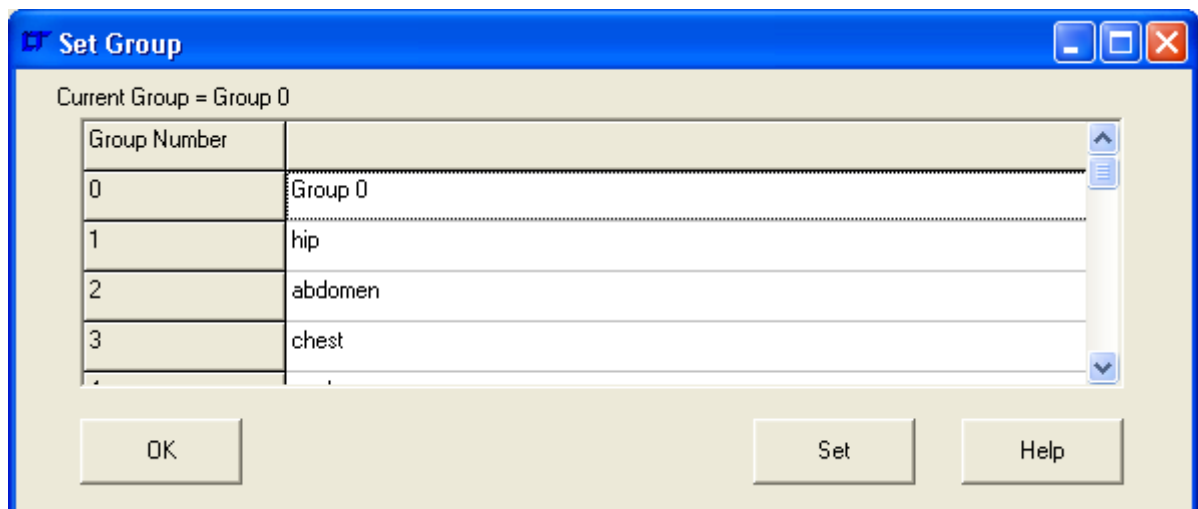 Set Group
Current Group = Group 0
Group Number
0 Group 0
1 hip
2 abdomen
3 chest
OK Set Help